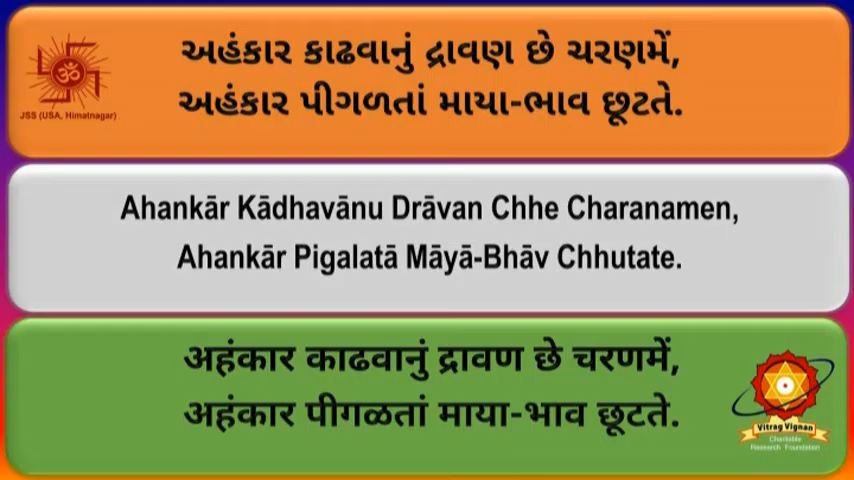 અહંકાર કાઢવાનું દ્રાવણ છે ચરણમેં,
અહંકાર પીગળતાં માયા-ભાવ છૂટતે.
JSS (USA, Himatnagar)
Ahankār Kādhavānu Drāvan Chhe Charanamen,
Ahankār Pigalatā Māyā-Bhāv Chhutate.
अहंकार काढवानुं द्रावण छे चरणमें,
अहंकार पीगळतां माया-भाव छूटते.
Vitrag Vignan
Charitable
Research Foundation